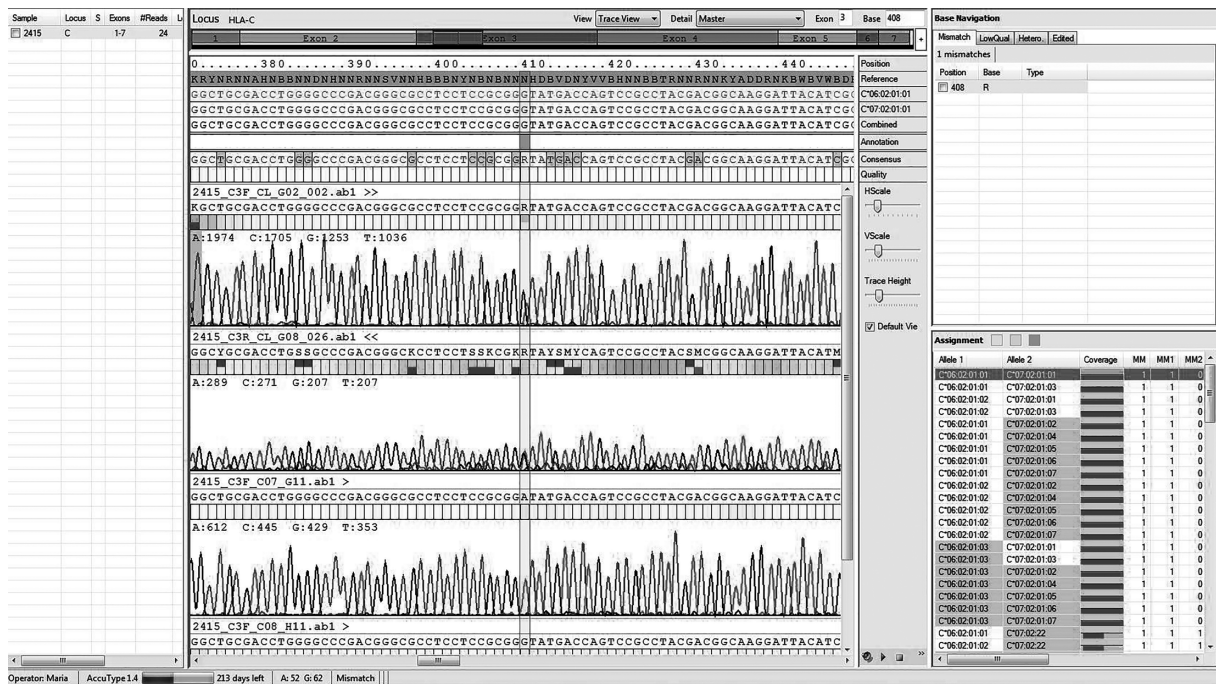 Sample Locus S Exons #Reads
2415 C 1-7 24
Locus HLA-C View Trace View Detail Master Exon 3 Base 408
1 Exon 2 Exon 3 Exon 4 Exon 5 6 7 +
0........380.......390.......400.......410.......420.......430.......440....
Position
Reference
GGCTGCGACCTGGGGCCCGACGGGCGCCTCCTCCGCGGGTATGACCAGTCCGCCTACGACGGCAAGGATTACATCGC
C*06:02:01:01
GGCTGCGACCTGGGGCCCGACGGGCGCCTCCTCCGCGGGTATGACCAGTCCGCCTACGACGGCAAGGATTACATCGC
C*07:02:01:01
GGCTGCGACCTGGGGCCCGACGGGCGCCTCCTCCGCGGGTATGACCAGTCCGCCTACGACGGCAAGGATTACATCGC
Combined
Annotation
GGCTGCGACCTGGGGCCCGACGGGCGCCTCCTCCGCGGRTATGACCAGTCCGCCTACGACGGCAAGGATTACATCGC
Consensus
Quality
2415_C3F_CL_G02_002.ab1 >>
KGCTGCGACCTGGGGCCCGACGGGCGCCTCCTCCGCGGRTATGACCAGTCCGCCTACGACGGCAAGGATTACATC
A:1974 C:1705 G:1253 T:1036
2415_C3R_CL_G08_026.ab1 <<
GGCYGCGACCTGSSGCCCGACGGGCKCCTCCTSSKCGKRTAYSMYCAGTCCGCCTACSMCGGCAAGGATTACATM
A:289 C:271 G:207 T:207
2415_C3F_C07_G11.ab1 >
GGCTGCGACCTGGGGCCCGACGGGCGCCTCCTCCGCGGATATGACCAGTCCGCCTACGACGGCAAGGATTACATC
A:612 C:445 G:429 T:353
2415_C3F_C08_H11.ab1 >
GGCTGCGACCTGGGGCCCGACGGGCGCCTCCTCCGCGGGTATGACCAGTCCGCCTACGACGGCAAGGATTACATC
HScale
VScale
Trace Height
Default Vie
Base Navigation
Mismatch LowQual Hetero. Edited
1 mismatches
Position Base Type
408 R
Assignment
Allele 1 Allele 2 Coverage MM MM1 MM2
C*06:02:01:01 C*07:02:01:01 1 1 0
C*06:02:01:01 C*07:02:01:03 1 1 0
C*06:02:01:02 C*07:02:01:01 1 1 0
C*06:02:01:02 C*07:02:01:03 1 1 0
C*06:02:01:01 C*07:02:01:02 1 1 0
C*06:02:01:01 C*07:02:01:04 1 1 0
C*06:02:01:01 C*07:02:01:05 1 1 0
C*06:02:01:01 C*07:02:01:06 1 1 0
C*06:02:01:01 C*07:02:01:07 1 1 0
C*06:02:01:02 C*07:02:01:02 1 1 0
C*06:02:01:02 C*07:02:01:04 1 1 0
C*06:02:01:02 C*07:02:01:05 1 1 0
C*06:02:01:02 C*07:02:01:06 1 1 0
C*06:02:01:02 C*07:02:01:07 1 1 0
C*06:02:01:03 C*07:02:01:01 1 1 0
C*06:02:01:03 C*07:02:01:03 1 1 0
C*06:02:01:03 C*07:02:01:02 1 1 0
C*06:02:01:03 C*07:02:01:04 1 1 0
C*06:02:01:03 C*07:02:01:05 1 1 0
C*06:02:01:03 C*07:02:01:06 1 1 0
C*06:02:01:03 C*07:02:01:07 1 1 0
C*06:02:01:01 C*07:02:22 1 1 1
C*06:02:01:02 C*07:02:22 1 1 1
Operator: Maria AccuType 1.4 213 days left A: 52 G: 62 Mismatch